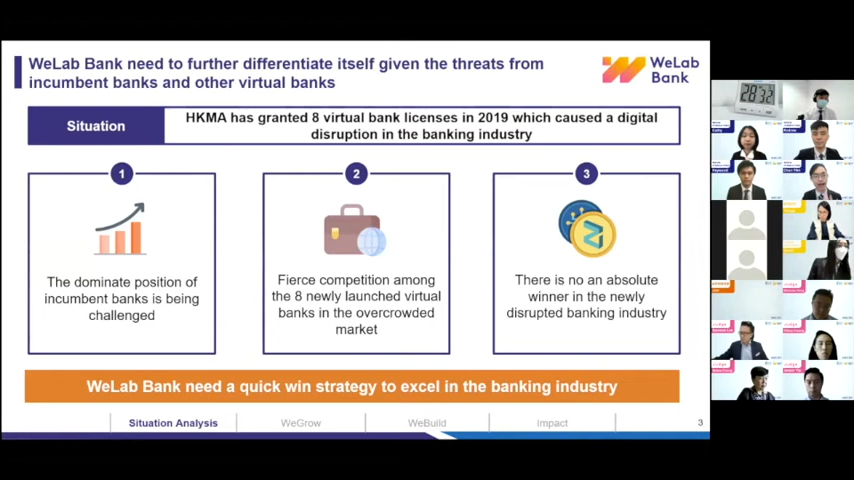 WeLab Bank need to further differentiate itself given the threats from
incumbent banks and other virtual banks
WeLab
Bank
Situation
HKMA has granted 8 virtual bank licenses in 2019 which caused a digital
disruption in the banking industry
1
The dominate position of
incumbent banks is being
challenged
2
Fierce competition among
the 8 newly launched virtual
banks in the overcrowded
market
3
There is no an absolute
winner in the newly
disrupted banking industry
WeLab Bank need a quick win strategy to excel in the banking industry
Situation Analysis
WeGrow
WeBuild
Impact
3
28 32